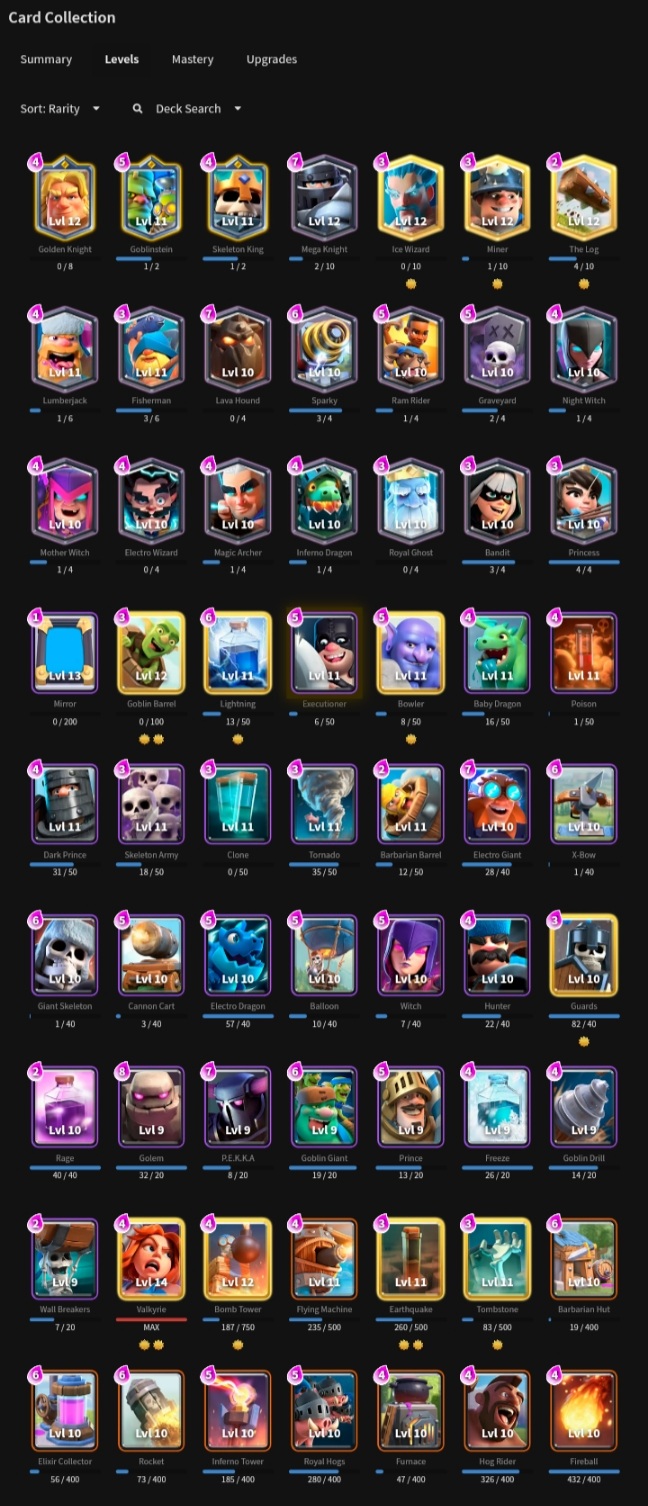 Card Collection
Summary Levels Mastery Upgrades
Sort: Rarity Deck Search
4 5 4 7 3 3 2
Lvl 12 Lvl 11 Lvl 11 Lvl 12 Lvl 12 Lvl 12 Lvl 12
Golden Knight Goblinstein Skeleton King Mega Knight Ice Wizard Miner The Log
0/8 1/2 1/2 2/10 0/10 1/10 4/10
4 3 7 6 5 5 4
Lvl 11 Lvl 11 Lvl 10 Lvl 10 Lvl 10 Lvl 10 Lvl 10
Lumberjack Fisherman Lava Hound Sparky Ram Rider Graveyard Night Witch
1/6 3/6 0/4 3/4 1/4 2/4 1/4
4 4 4 4 3 3 3
Lvl 10 Lvl 10 Lvl 10 Lvl 10 Lvl 10 Lvl 10 Lvl 10
Mother Witch Electro Wizard Magic Archer Inferno Dragon Royal Ghost Bandit Princess
1/4 0/4 1/4 1/4 0/4 3/4 4/4
1 3 6 5 5 4 4
Lvl 13 Lvl 12 Lvl 11 Lvl 11 Lvl 11 Lvl 11 Lvl 11
Mirror Goblin Barrel Lightning Executioner Bowler Baby Dragon Poison
0/200 0/100 13/50 6/50 8/50 16/50 1/50
4 3 3 3 2 7 6
Lvl 11 Lvl 11 Lvl 11 Lvl 11 Lvl 11 Lvl 10 Lvl 10
Dark Prince Skeleton Army Clone Tornado Barbarian Barrel Electro Giant X-Bow
31/50 18/50 0/50 35/50 12/50 28/40 1/40
6 5 5 5 5 4 3
Lvl 10 Lvl 10 Lvl 10 Lvl 10 Lvl 10 Lvl 10 Lvl 10
Giant Skeleton Cannon Cart Electro Dragon Balloon Witch Hunter Guards
1/40 3/40 57/40 10/40 7/40 22/40 82/40
2 8 7 6 5 4 4
Lvl 10 Lvl 9 Lvl 9 Lvl 9 Lvl 9 Lvl 9 Lvl 9
Rage Golem P.E.K.K.A Goblin Giant Prince Freeze Goblin Drill
40/40 32/20 8/20 19/20 13/20 26/20 14/20
2 4 4 4 3 3 6
Lvl 9 Lvl 14 Lvl 12 Lvl 11 Lvl 11 Lvl 11 Lvl 10
Wall Breakers Valkyrie Bomb Tower Flying Machine Earthquake Tombstone Barbarian Hut
7/20 MAX 187/750 235/500 260/500 83/500 19/400
6 6 5 5 4 4 4
Lvl 10 Lvl 10 Lvl 10 Lvl 10 Lvl 10 Lvl 10 Lvl 10
Elixir Collector Rocket Inferno Tower Royal Hogs Furnace Hog Rider Fireball
56/400 73/400 185/400 280/400 47/400 326/400 432/400